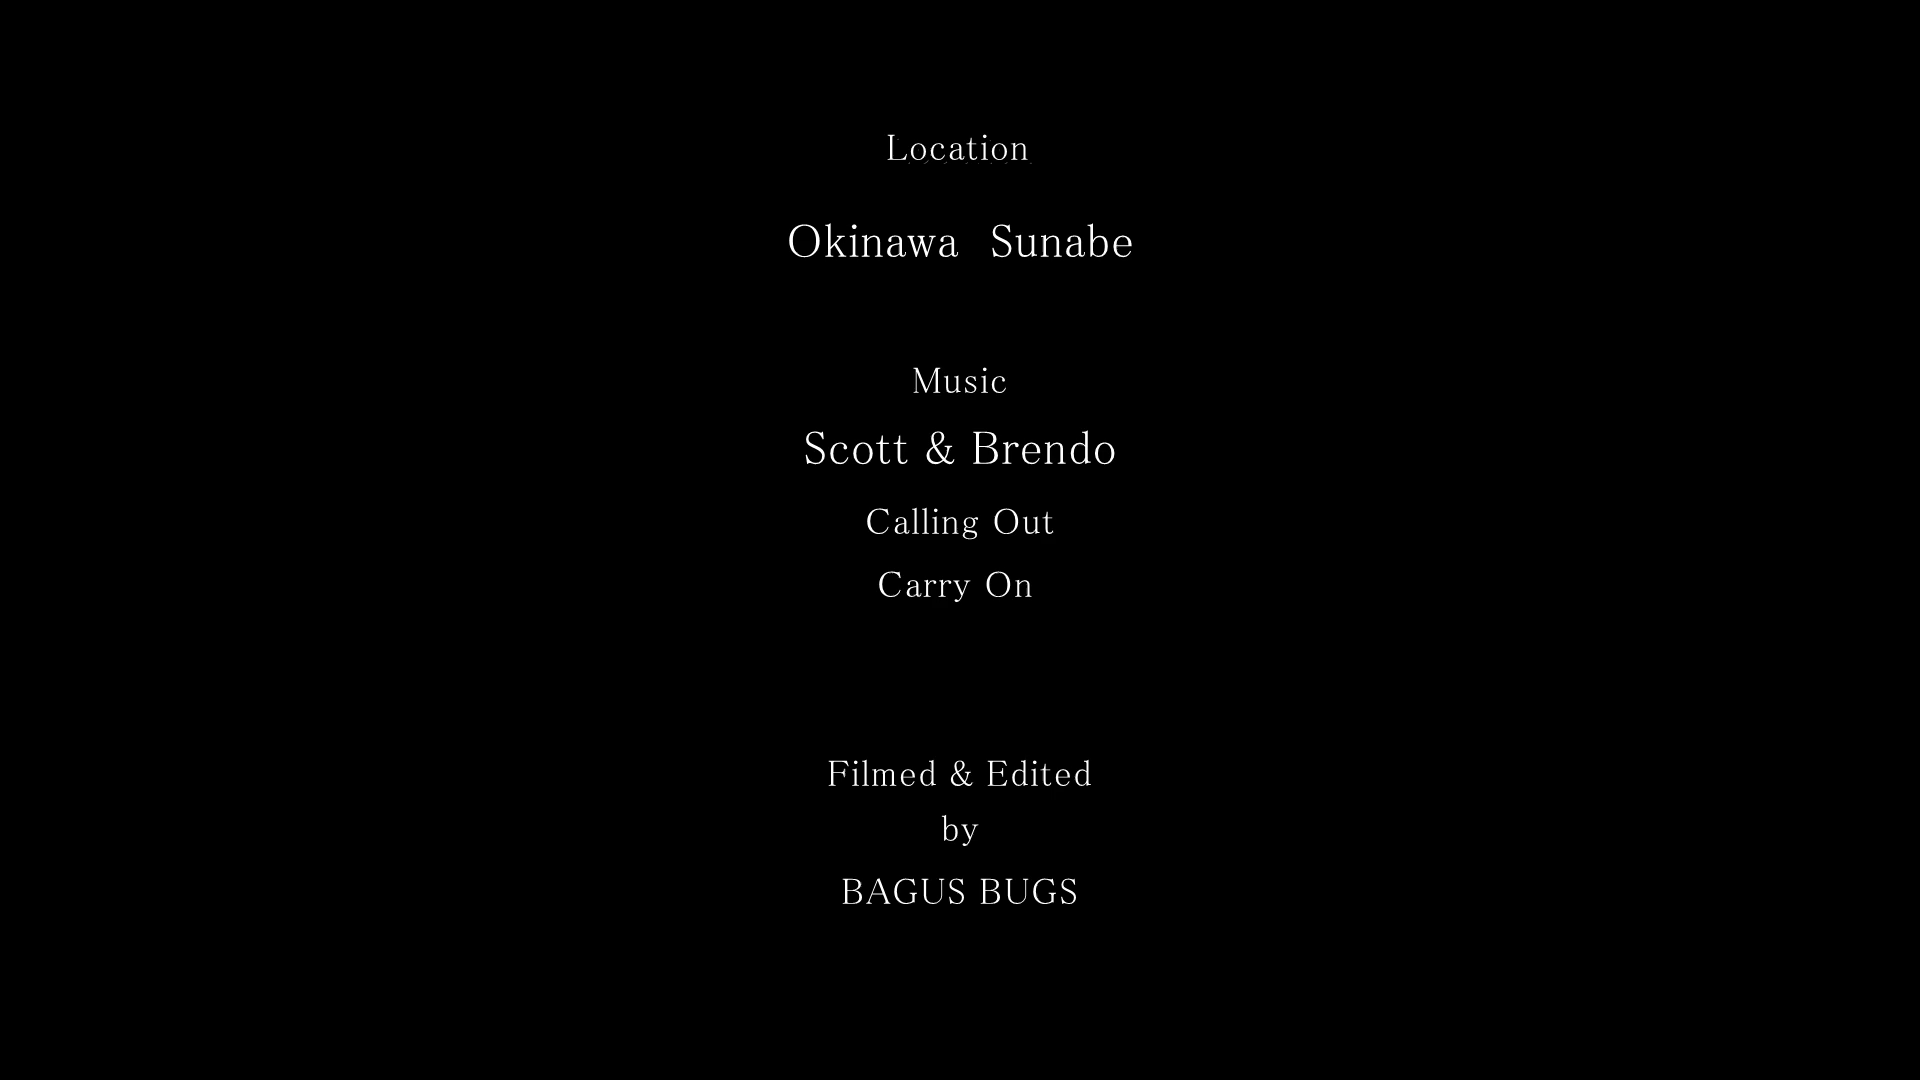 Location
Okinawa Sunabe
Music
Scott & Brendo
Calling Out
Carry On
Filmed & Edited
by
BAGUS BUGS